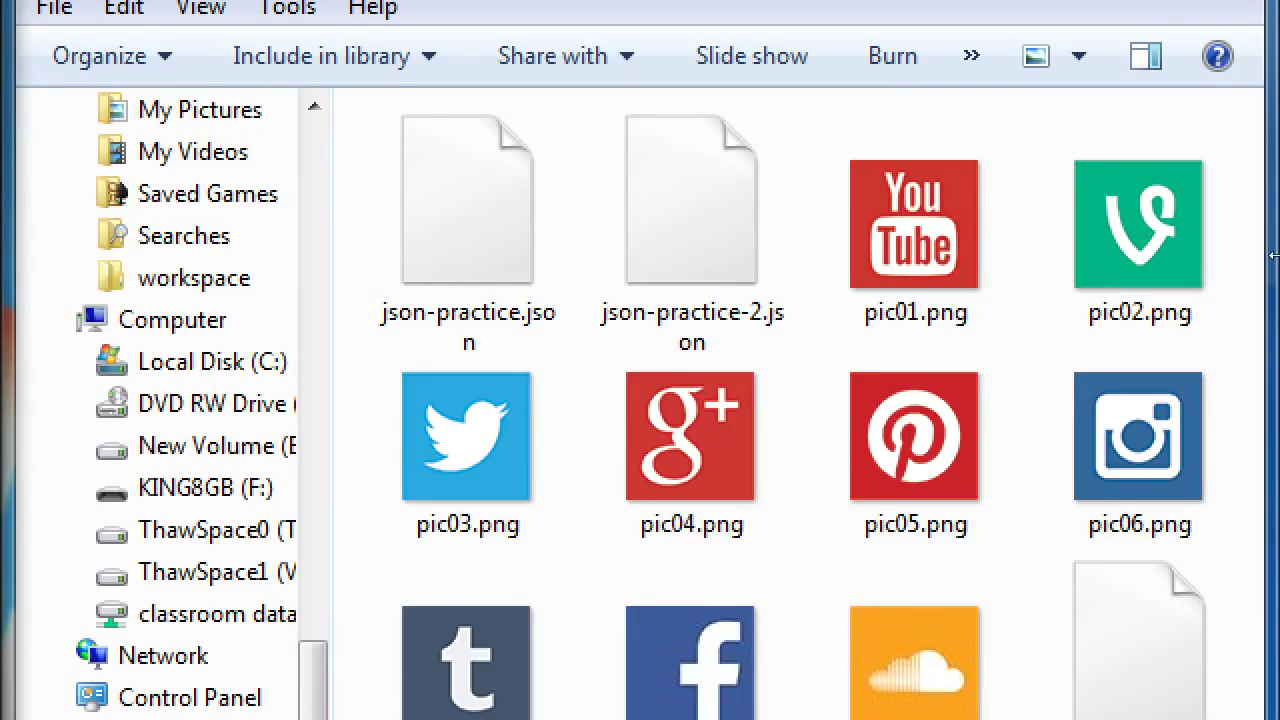 File Edit View Tools Help
Organize Include in library Share with Slide show Burn »
My Pictures
My Videos
Saved Games
Searches
workspace
Computer
Local Disk (C:)
DVD RW Drive (
New Volume (E
KING8GB (F:)
ThawSpace0 (T
ThawSpace1 (V
classroom data
Network
Control Panel
json-practice.jso
n
json-practice-2.js
on
You
Tube
pic01.png
pic02.png
pic03.png
g+
pic04.png
pic05.png
pic06.png
t
f